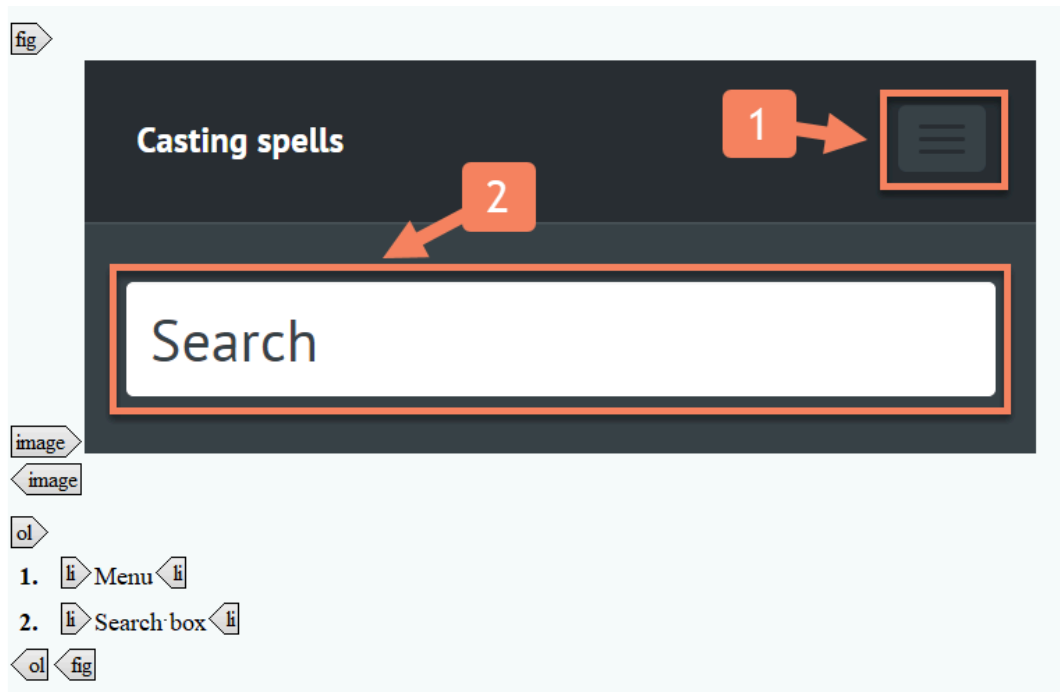 fig
Casting spells
1
2
Search
image
image
ol
1. li Menu li
2. li Search box li
ol fig